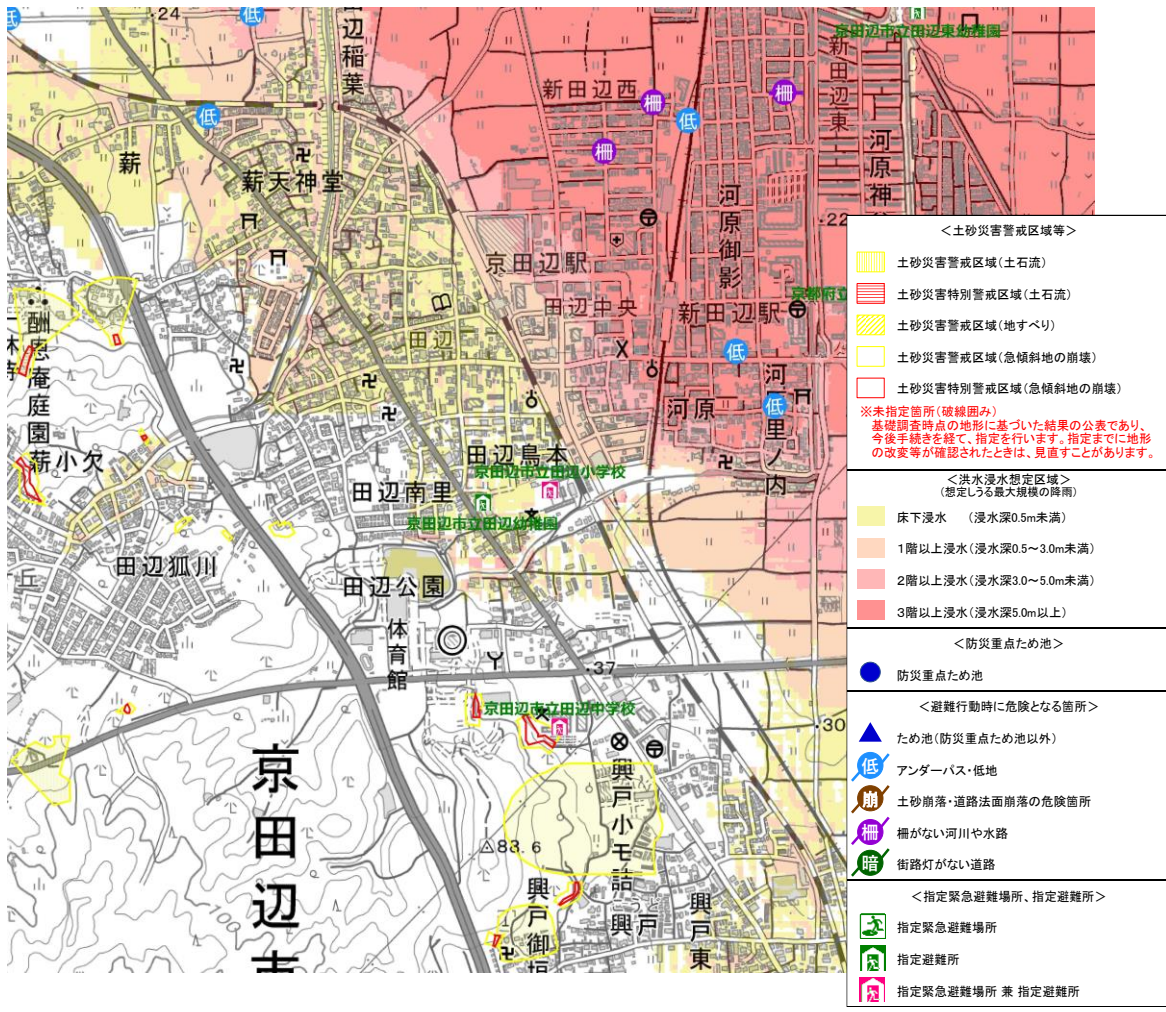 ・24
低
低
辺稲葉
京田辺市立田辺東幼稚園
新田辺西
柵
柵
低
低
新田辺東
河原神
柵
薪
薪天神堂
河原御影
・22
京田辺駅
田辺中央
新田辺駅
京都府立
田辺
低
酬恩庵庭園
河原
低
河原里ノ内
薪小欠
田辺鳥本
京田辺市立田辺小学校
田辺南里
京田辺市立田辺幼稚園
田辺狐川
丘
田辺公園
体育館
・37
京田辺市立田辺中学校
・30
京田辺市
興戸小モ詰
83.6
興戸御垣
興戸
興戸東
100
＜土砂災害警戒区域等＞
土砂災害警戒区域(土石流)
土砂災害特別警戒区域(土石流)
土砂災害警戒区域(地すべり)
土砂災害警戒区域(急傾斜地の崩壊)
土砂災害特別警戒区域(急傾斜地の崩壊)
※未指定箇所(破線囲み)
基礎調査時点の地形に基づいた結果の公表であり、
今後手続きを経て、指定を行います。指定までに地形
の改変等が確認されたときは、見直すことがあります。
＜洪水浸水想定区域＞
(想定しうる最大規模の降雨)
床下浸水　(浸水深0.5m未満)
1階以上浸水(浸水深0.5～3.0m未満)
2階以上浸水(浸水深3.0～5.0m未満)
3階以上浸水(浸水深5.0m以上)
＜防災重点ため池＞
防災重点ため池
＜避難行動時に危険となる箇所＞
ため池(防災重点ため池以外)
低 アンダーパス・低地
崩 土砂崩落・道路法面崩落の危険箇所
柵 柵がない河川や水路
暗 街路灯がない道路
＜指定緊急避難場所、指定避難所＞
指定緊急避難場所
指定避難所
指定緊急避難場所 兼 指定避難所